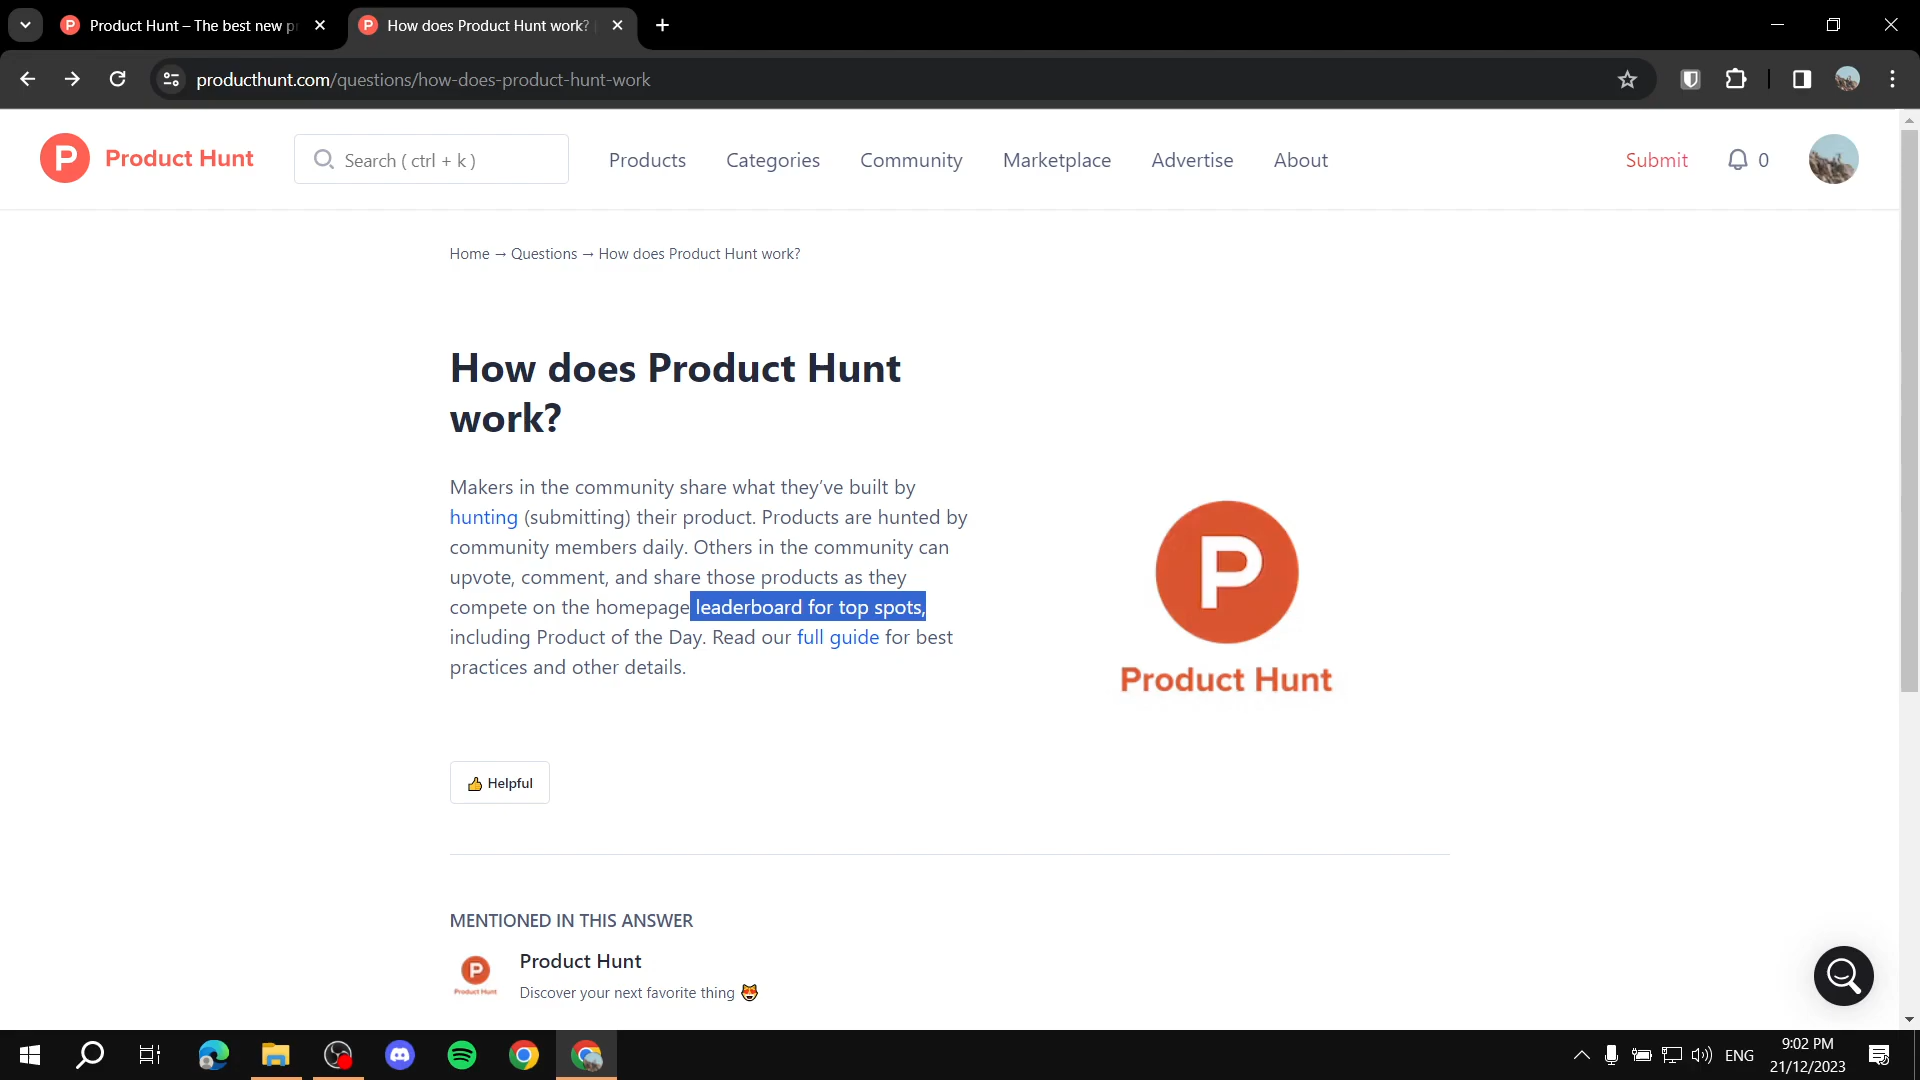 Product Hunt – The best new pr
How does Product Hunt work?
producthunt.com/questions/how-does-product-hunt-work
P Product Hunt
Search ( ctrl + k )
Products
Categories
Community
Marketplace
Advertise
About
Submit
0
Home → Questions → How does Product Hunt work?
How does Product Hunt
work?
Makers in the community share what they’ve built by
hunting (submitting) their product. Products are hunted by
community members daily. Others in the community can
upvote, comment, and share those products as they
compete on the homepage leaderboard for top spots,
including Product of the Day. Read our full guide for best
practices and other details.
P
Product Hunt
👍 Helpful
MENTIONED IN THIS ANSWER
P
Product Hunt
Product Hunt
Discover your next favorite thing 😻
ENG
9:02 PM
21/12/2023